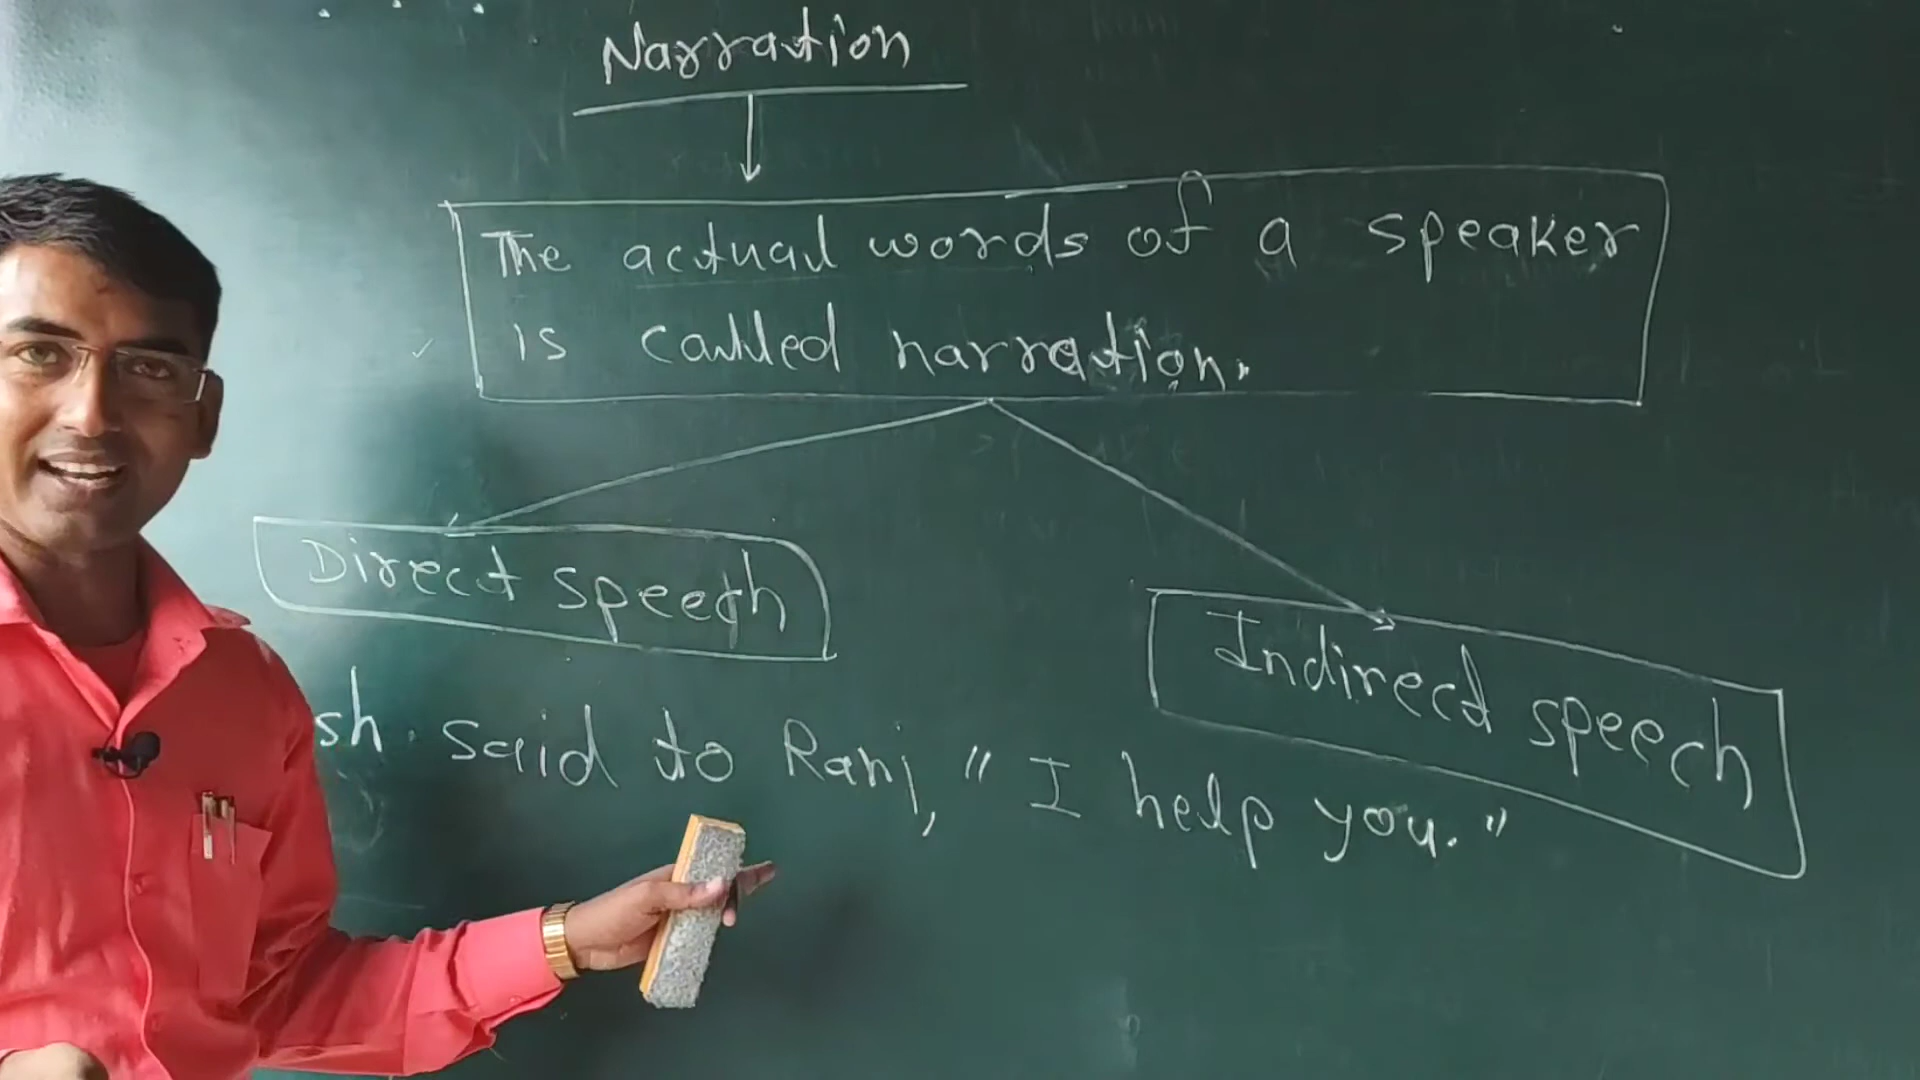 Narration
The actual words of a speaker
is called narration.
Direct speech
Indirect speech
sh. said to Rani, " I help you."